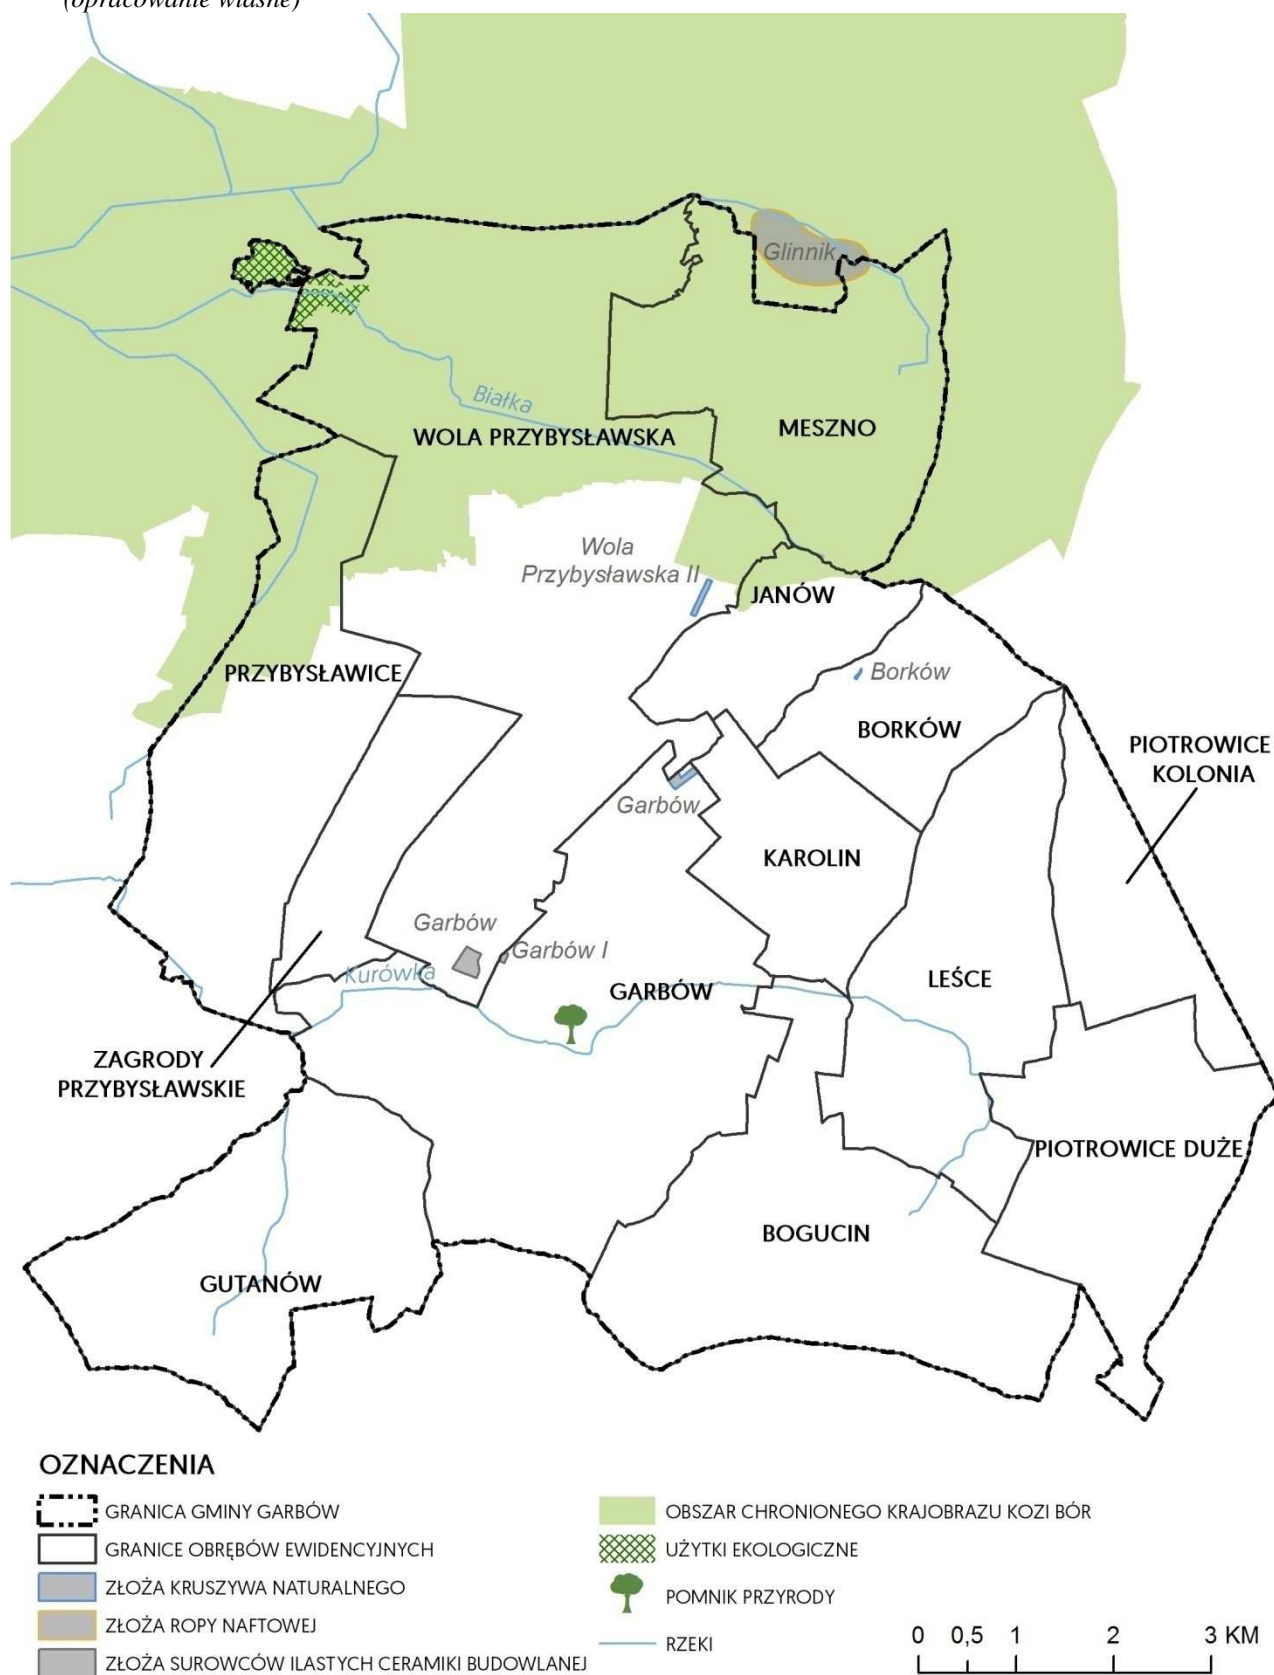 (opracowanie własne)
Glinnik
Białka
WOLA PRZYBYSŁAWSKA
MESZNO
Wola
Przybysławska II
JANÓW
PRZYBYSŁAWICE
Borków
BORKÓW
PIOTROWICE
KOLONIA
Garbów
KAROLIN
Garbów
Garbów I
Kurówka
GARBÓW
LEŚCE
ZAGRODY
PRZYBYSŁAWSKIE
PIOTROWICE DUŻE
BOGUCIN
GUTANÓW
OZNACZENIA
GRANICA GMINY GARBÓW
GRANICE OBRĘBÓW EWIDENCYJNYCH
ZŁOŻA KRUSZYWA NATURALNEGO
ZŁOŻA ROPY NAFTOWEJ
ZŁOŻA SUROWCÓW ILASTYCH CERAMIKI BUDOWLANEJ
OBSZAR CHRONIONEGO KRAJOBRAZU KOZI BÓR
UŻYTKI EKOLOGICZNE
POMNIK PRZYRODY
RZEKI
0 0,5 1 2 3 KM